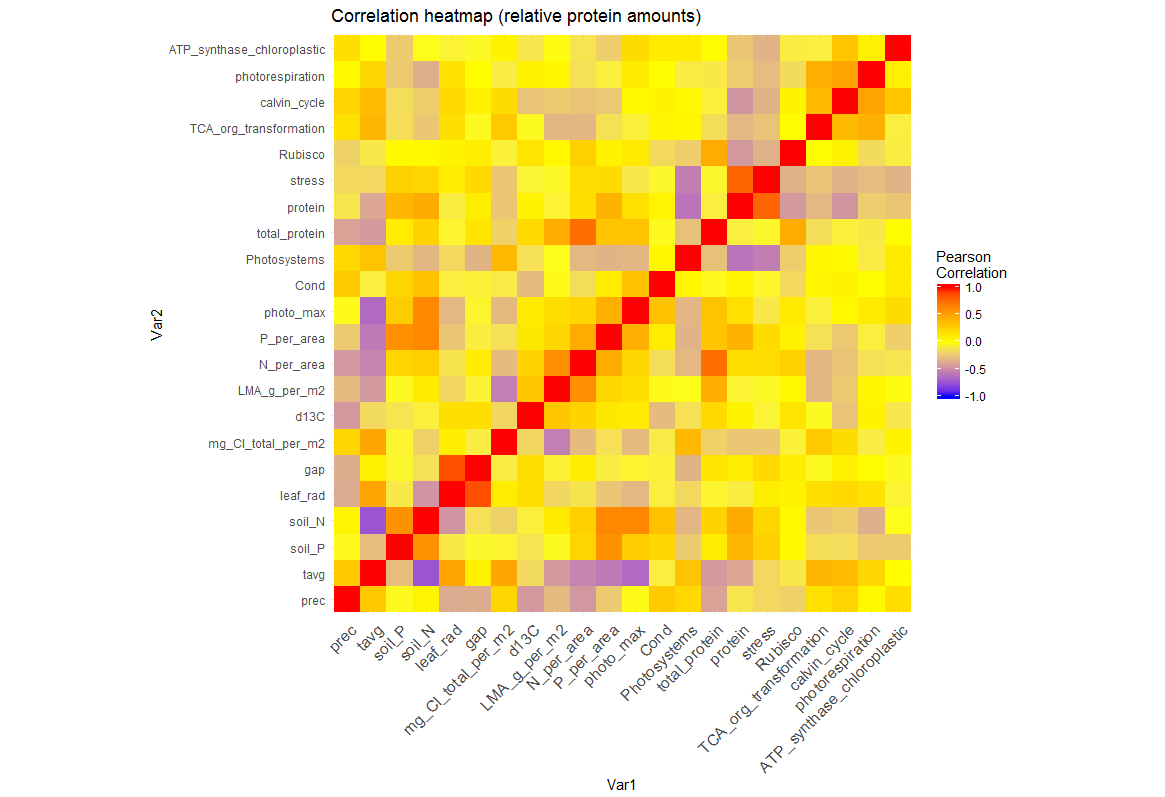 Correlation heatmap (relative protein amounts)
ATP_synthase_chloroplastic
photorespiration
calvin_cycle
TCA_org_transformation
Rubisco
stress
protein
total_protein
Photosystems
Cond
photo_max
P_per_area
N_per_area
LMA_g_per_m2
d13C
mg_Cl_total_per_m2
gap
leaf_rad
soil_N
soil_P
tavg
prec
Var2
prec
tavg
soil_P
soil_N
leaf_rad
gap
mg_Cl_total_per_m2
d13C
LMA_g_per_m2
N_per_area
P_per_area
photo_max
Cond
Photosystems
total_protein
protein
stress
Rubisco
TCA_org_transformation
calvin_cycle
photorespiration
ATP_synthase_chloroplastic
Var1
Pearson
Correlation
1.0
0.5
0.0
-0.5
-1.0